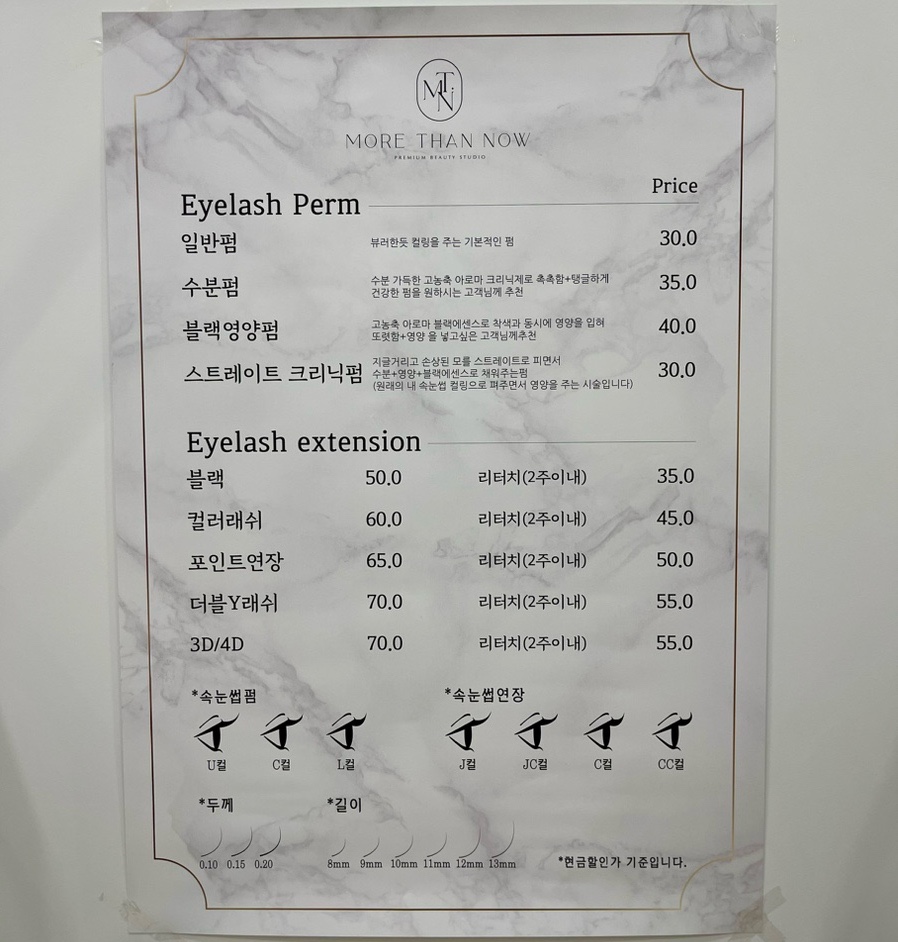 MTN
MORE THAN NOW
PREMIUM BEAUTY STUDIO
Price
Eyelash Perm
일반펌 뷰러한듯 컬링을 주는 기본적인 펌 30.0
수분펌 수분 가득한 고농축 아로마 크리닉제로 촉촉함+탱글하게 35.0
건강한 펌을 원하시는 고객님께 추천
블랙영양펌 고농축 아로마 블랙에센스로 착색과 동시에 영양을 입혀 40.0
또렷함+영양 을 넣고싶은 고객님께추천
스트레이트 크리닉펌 지글거리고 손상된 모를 스트레이트로 피면서 30.0
수분+영양+블랙에센스로 채워주는펌
(원래의 내 속눈썹 컬링으로 펴주면서 영양을 주는 시술입니다)
Eyelash extension
블랙 50.0 리터치(2주이내) 35.0
컬러래쉬 60.0 리터치(2주이내) 45.0
포인트연장 65.0 리터치(2주이내) 50.0
더블Y래쉬 70.0 리터치(2주이내) 55.0
3D/4D 70.0 리터치(2주이내) 55.0
*속눈썹펌 *속눈썹연장
U컬 C컬 L컬 J컬 JC컬 C컬 CC컬
*두께 *길이
0.10 0.15 0.20 8mm 9mm 10mm 11mm 12mm 13mm *현금할인가 기준입니다.